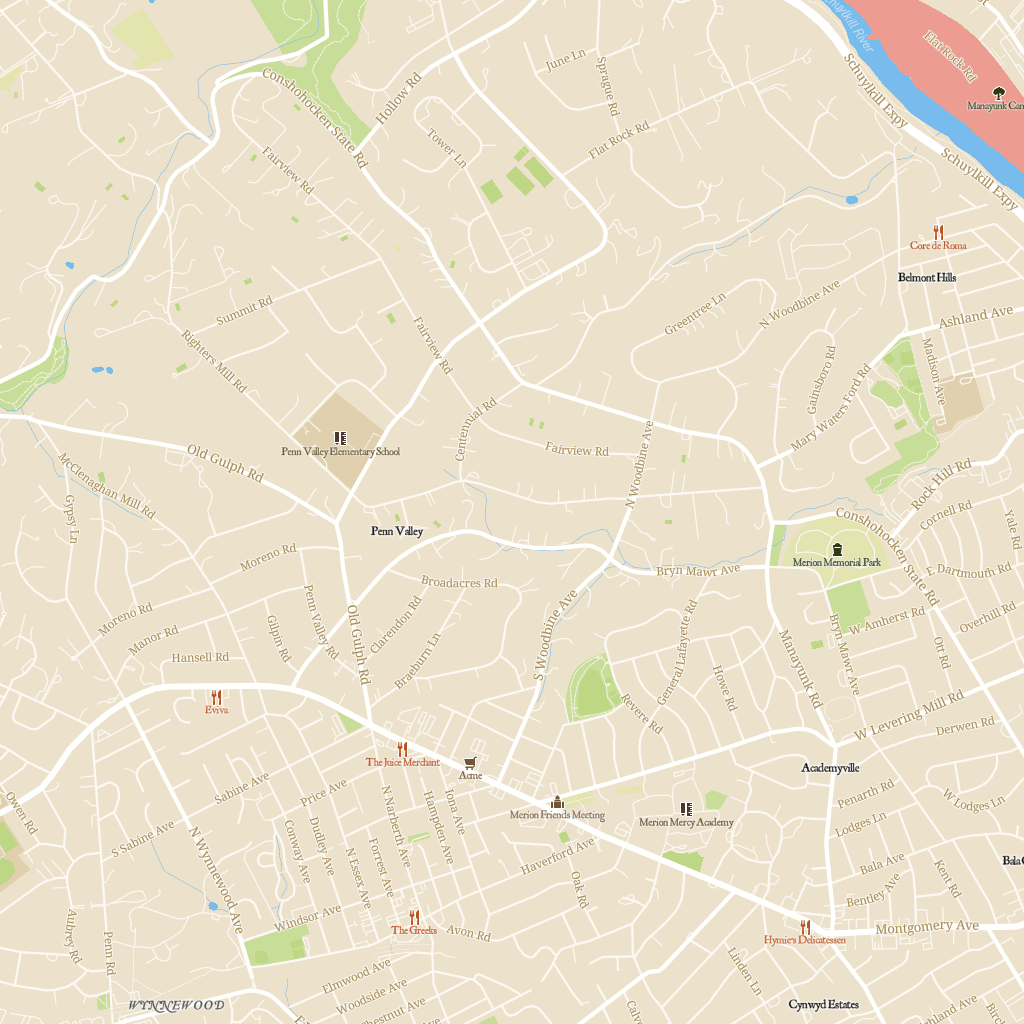 Schuylkill River
Flat Rock Rd
June Ln
Sprague Rd
Schuylkill Expy
Conshohocken State Rd
Hollow Rd
Tower Ln
Flat Rock Rd
Fairview Rd
Schuylkill Expy
Core de Roma
Belmont Hills
Summit Rd
Greentree Ln
N Woodbine Ave
Ashland Ave
Righters Mill Rd
Fairview Rd
Gainsboro Rd
Madison Ave
Mary Waters Ford Rd
Centennial Rd
Penn Valley Elementary School
Old Gulph Rd
Fairview Rd
N Woodbine Ave
McClenaghan Mill Rd
Rock Hill Rd
Gypsy Ln
Penn Valley
Conshohocken State Rd
Cornell Rd
Yale Rd
Moreno Rd
Merion Memorial Park
Bryn Mawr Ave
E Dartmouth Rd
Broadacres Rd
Moreno Rd
Penn Valley Rd
Old Gulph Rd
Clarendon Rd
S Woodbine Ave
General Lafayette Rd
W Amherst Rd
Overhill Rd
Manor Rd
Gilpin Rd
Braeburn Ln
Manayunk Rd
Bryn Mawr Ave
Ott Rd
Hansell Rd
Howe Rd
Eviva
Revere Rd
W Levering Mill Rd
Derwen Rd
The Juice Merchant
Acme
Academyville
Sabine Ave
Price Ave
Iona Ave
Penarth Rd
W Lodges Ln
Owen Rd
Merion Friends Meeting
Merion Mercy Academy
Lodges Ln
S Sabine Ave
N Wynnewood Ave
Conway Ave
Dudley Ave
N Essex Ave
Forrest Ave
N Narberth Ave
Hampden Ave
Haverford Ave
Oak Rd
Bala Ave
Kent Rd
Bentley Ave
Windsor Ave
The Greeks
Avon Rd
Hymie's Delicatessen
Montgomery Ave
Aubrey Rd
Penn Rd
Elmwood Ave
Woodside Ave
Chestnut Ave
Linden Ln
WYNNEWOOD
Cynwyd Estates